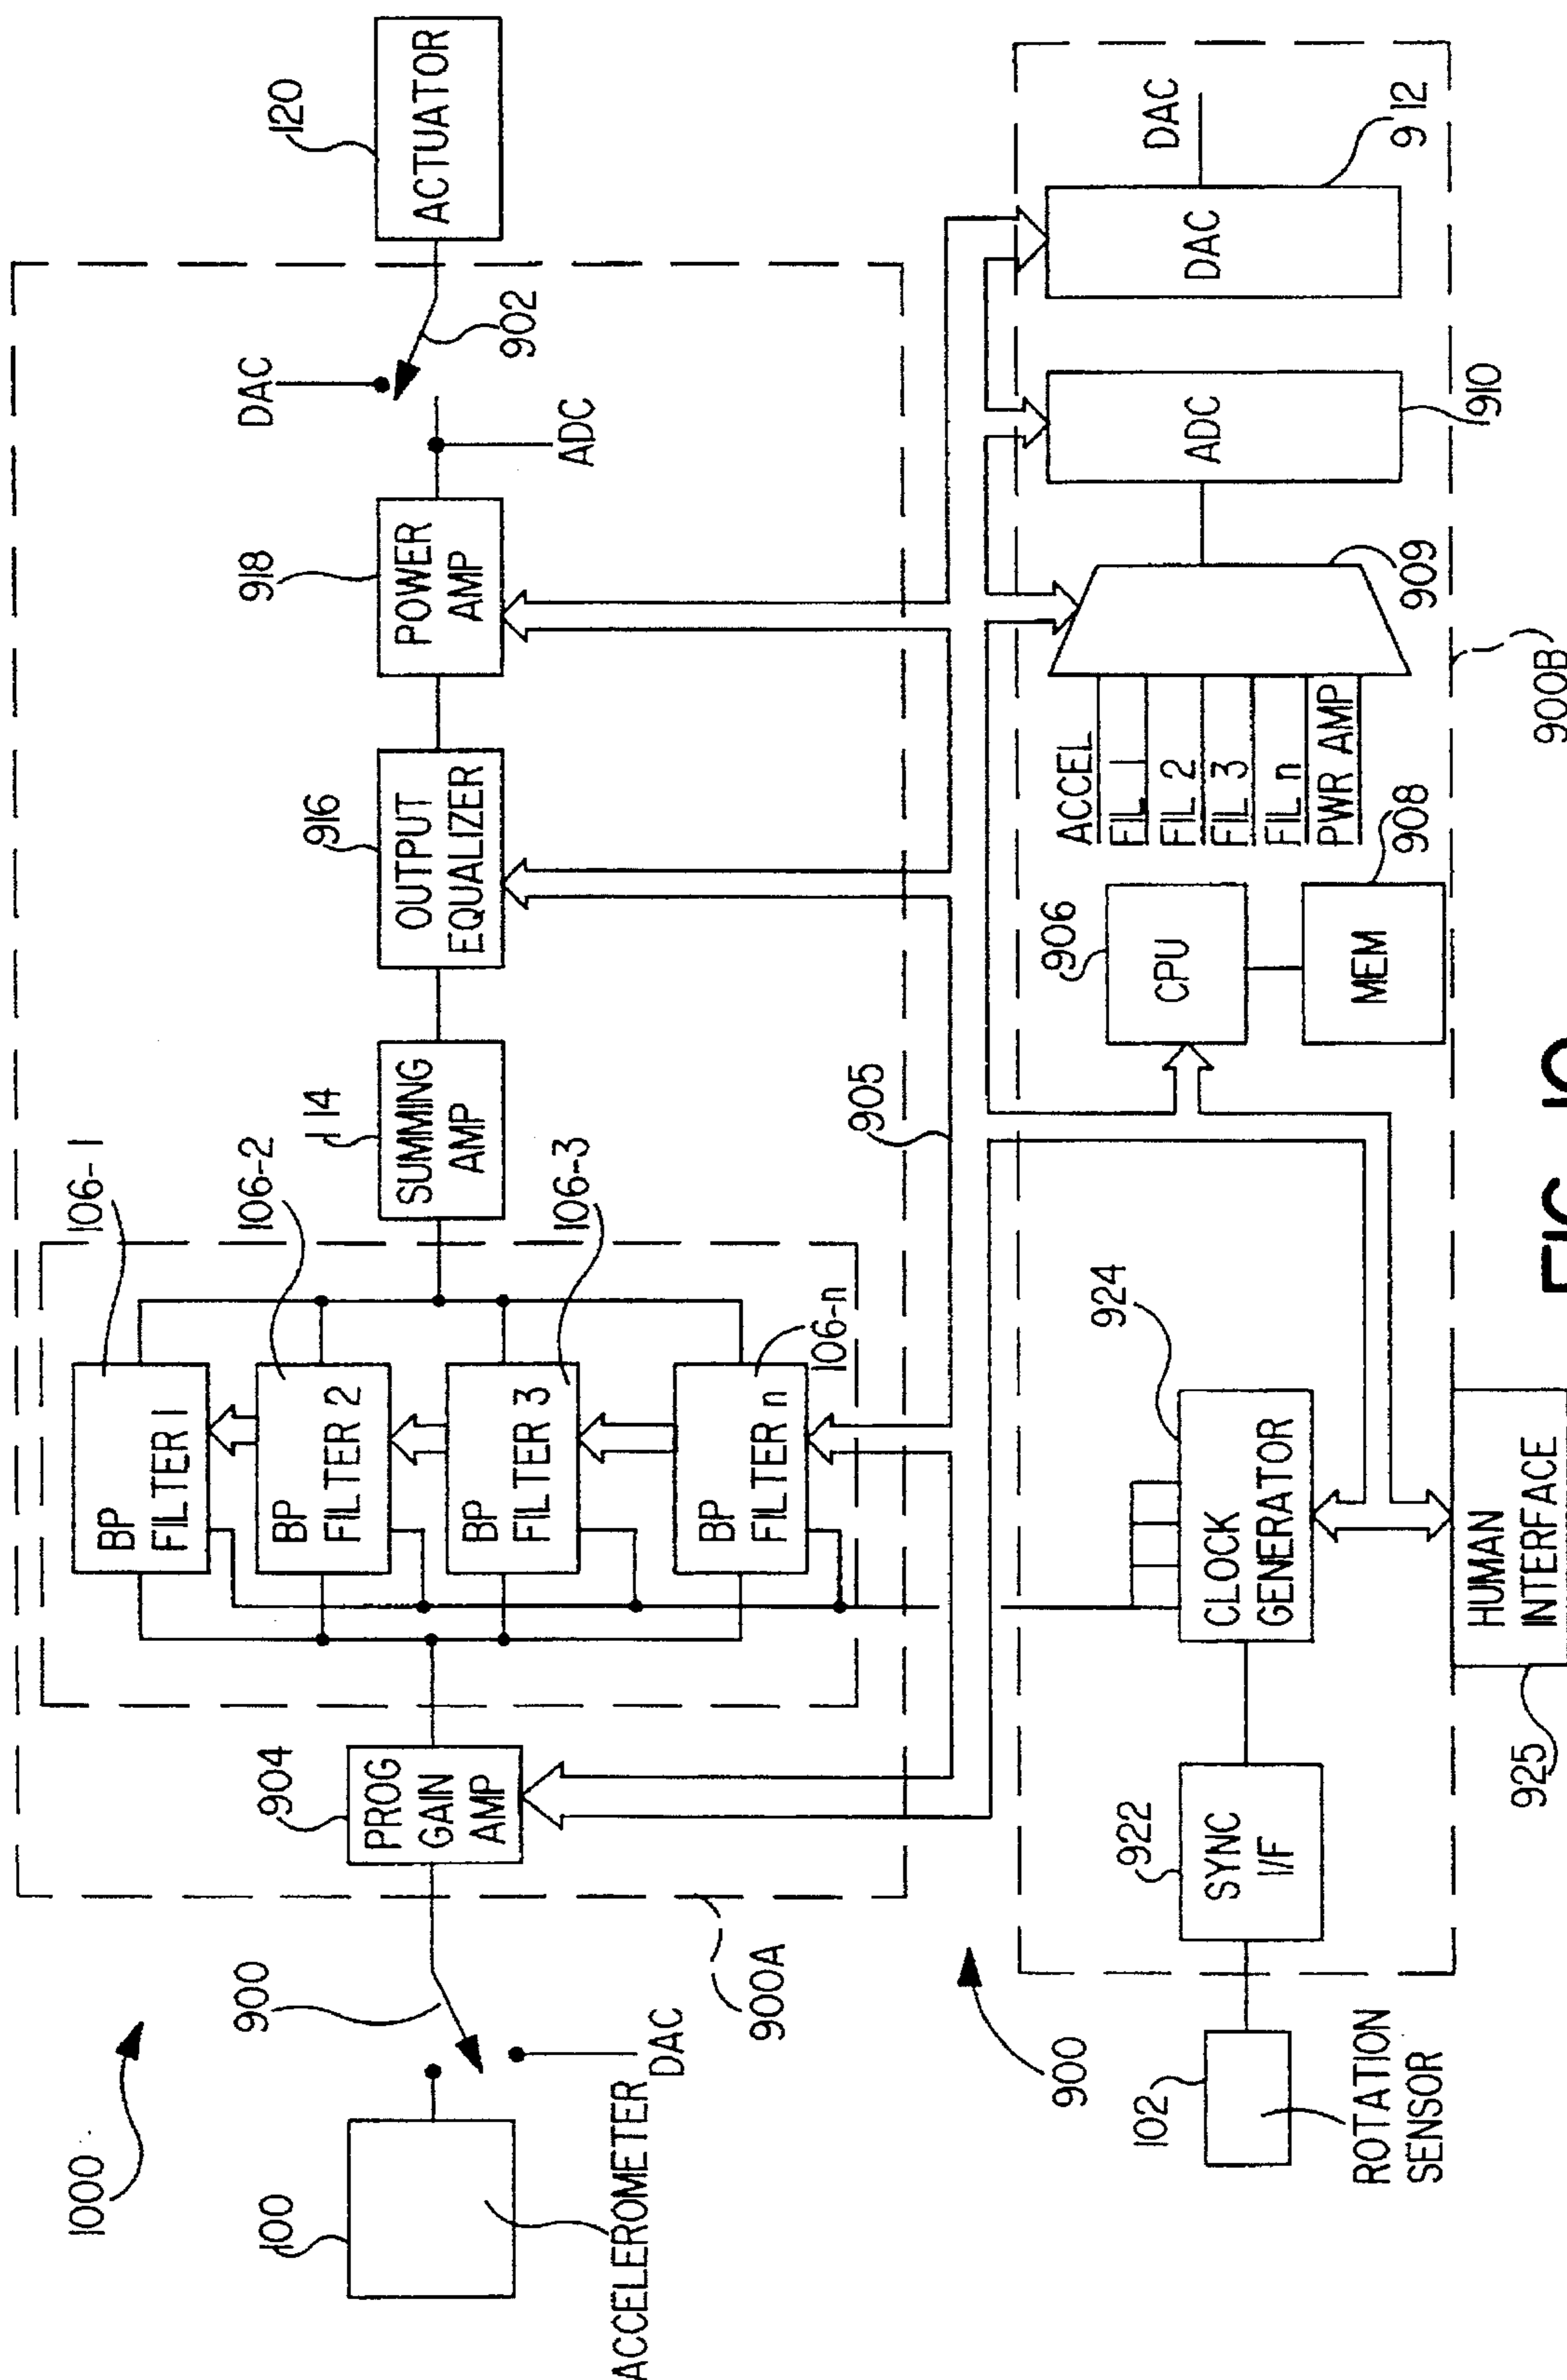 1000
100
ACCELEROMETER
900
DAC
900A
904
PROG
GAIN
AMP
106-1
BP
FILTER 1
106-2
BP
FILTER 2
106-3
BP
FILTER 3
106-n
BP
FILTER n
114
SUMMING
AMP
916
OUTPUT
EQUALIZER
918
POWER
AMP
ADC
DAC
902
120
ACTUATOR
905
900
102
ROTATION
SENSOR
922
SYNC
I/F
924
CLOCK
GENERATOR
925
HUMAN
INTERFACE
906
CPU
908
MEM
ACCEL
FIL 1
FIL 2
FIL 3
FIL n
PWR AMP
909
ADC
910
DAC
912
DAC
900B